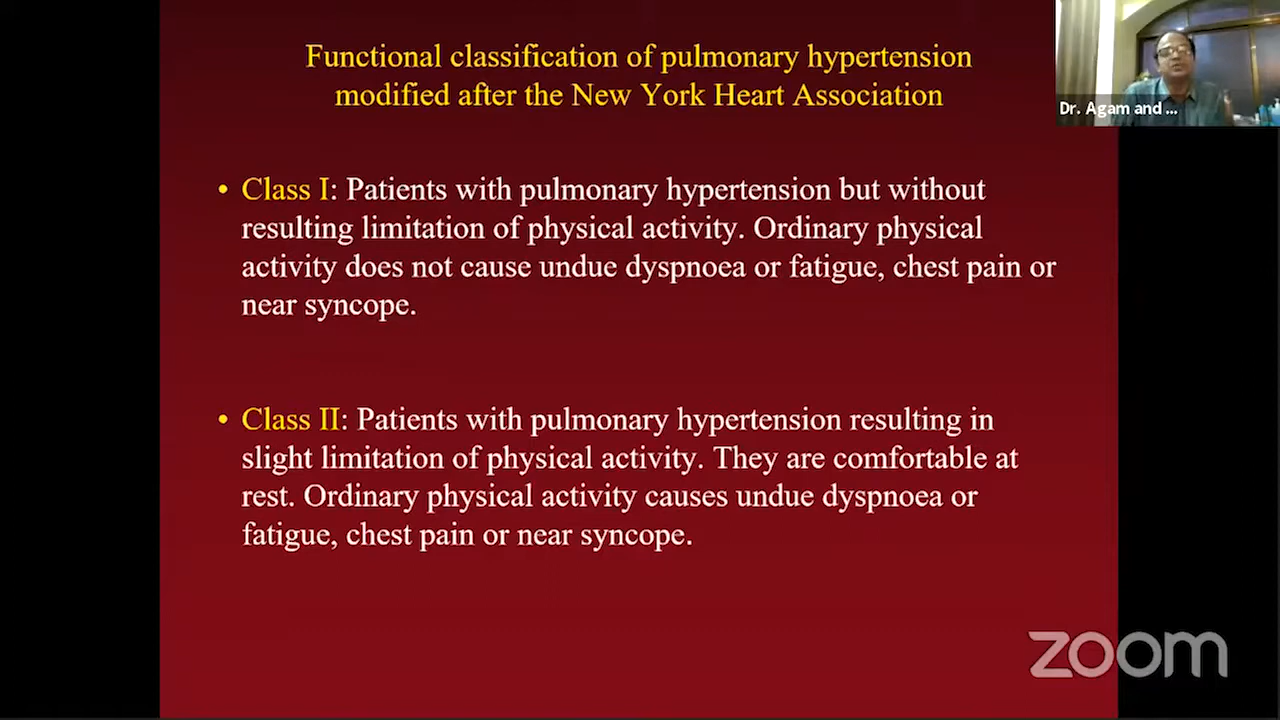 Functional classification of pulmonary hypertension
modified after the New York Heart Association
Dr. Agam and ...
• Class I: Patients with pulmonary hypertension but without
resulting limitation of physical activity. Ordinary physical
activity does not cause undue dyspnoea or fatigue, chest pain or
near syncope.
• Class II: Patients with pulmonary hypertension resulting in
slight limitation of physical activity. They are comfortable at
rest. Ordinary physical activity causes undue dyspnoea or
fatigue, chest pain or near syncope.
zoom